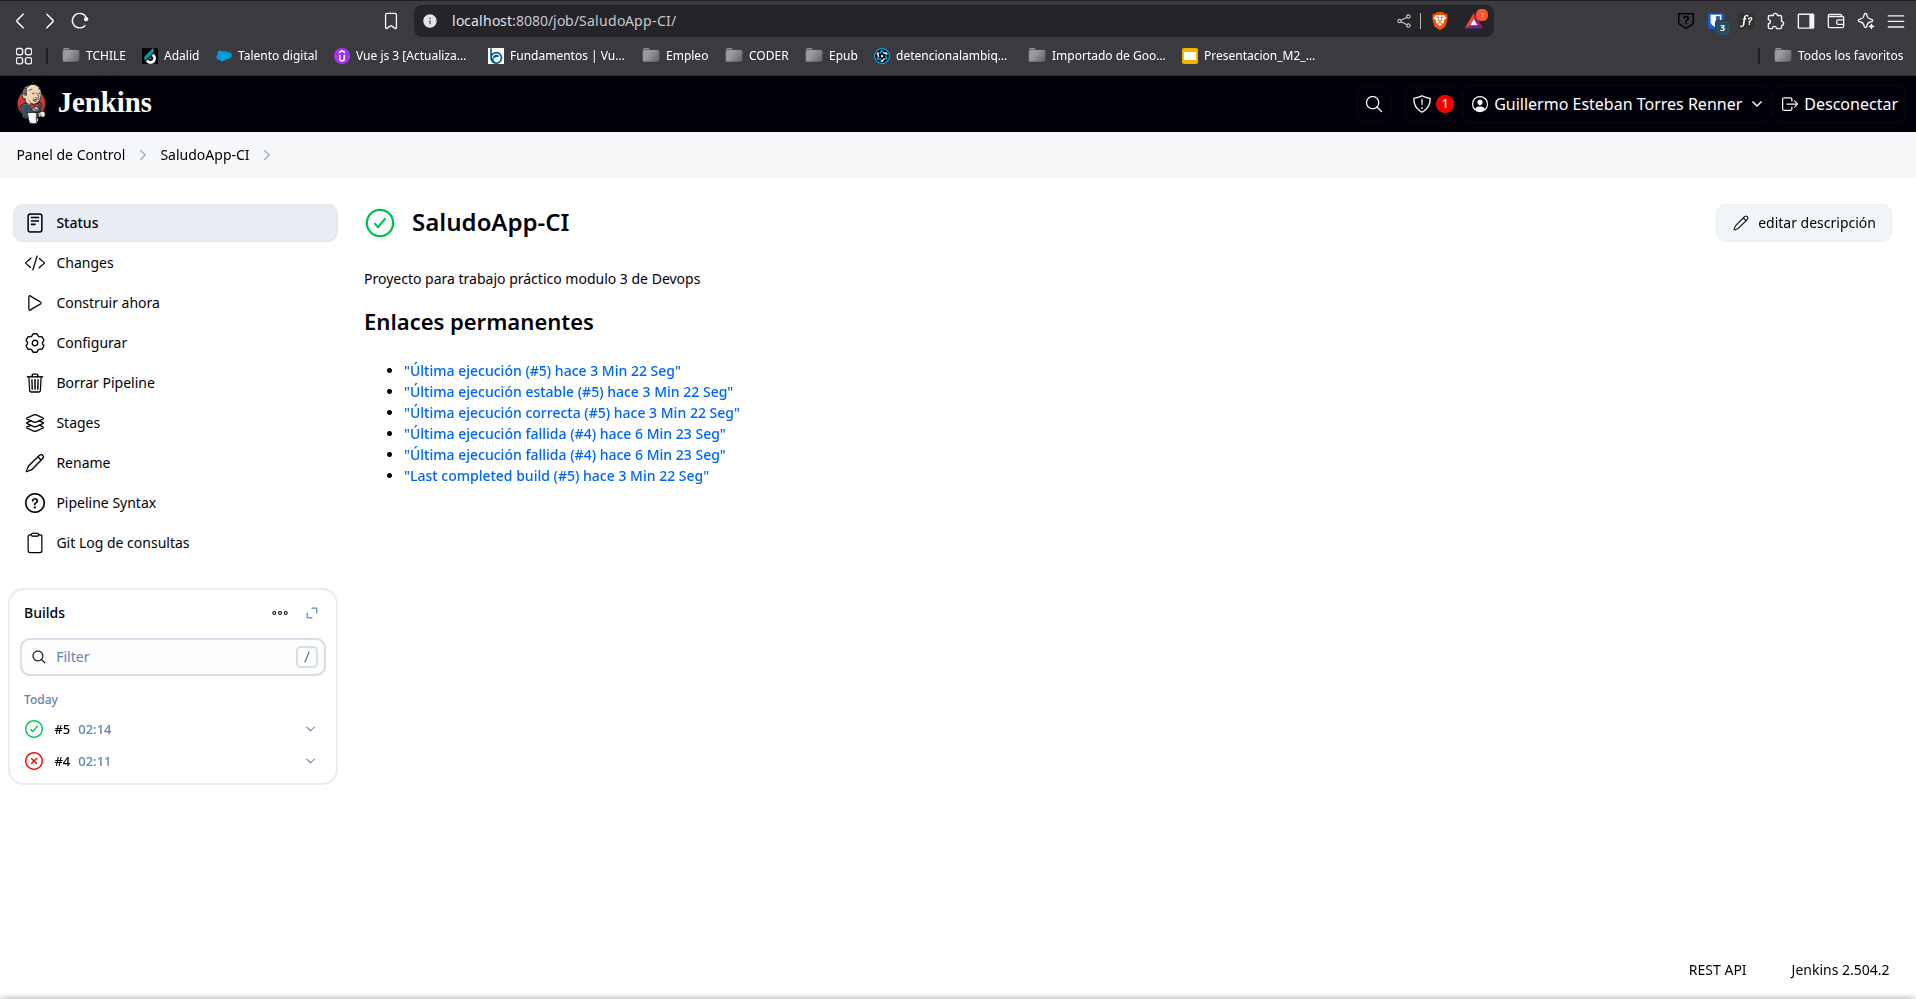 localhost:8080/job/SaludoApp-CI/
3
TCHILE Adalid Talento digital Vue js 3 [Actualiza... Fundamentos | Vu... Empleo CODER Epub detencionalambiq... Importado de Goo... Presentacion_M2_... Todos los favoritos
Jenkins 1 Guillermo Esteban Torres Renner Desconectar
Panel de Control SaludoApp-CI
Status
SaludoApp-CI
editar descripción
Changes
Proyecto para trabajo práctico modulo 3 de Devops
Construir ahora
Enlaces permanentes
Configurar
"Última ejecución (#5) hace 3 Min 22 Seg"
Borrar Pipeline
"Última ejecución estable (#5) hace 3 Min 22 Seg"
"Última ejecución correcta (#5) hace 3 Min 22 Seg"
Stages
"Última ejecución fallida (#4) hace 6 Min 23 Seg"
"Última ejecución fallida (#4) hace 6 Min 23 Seg"
Rename
"Last completed build (#5) hace 3 Min 22 Seg"
Pipeline Syntax
Git Log de consultas
Builds
Filter /
Today
#5 02:14
#4 02:11
REST API Jenkins 2.504.2